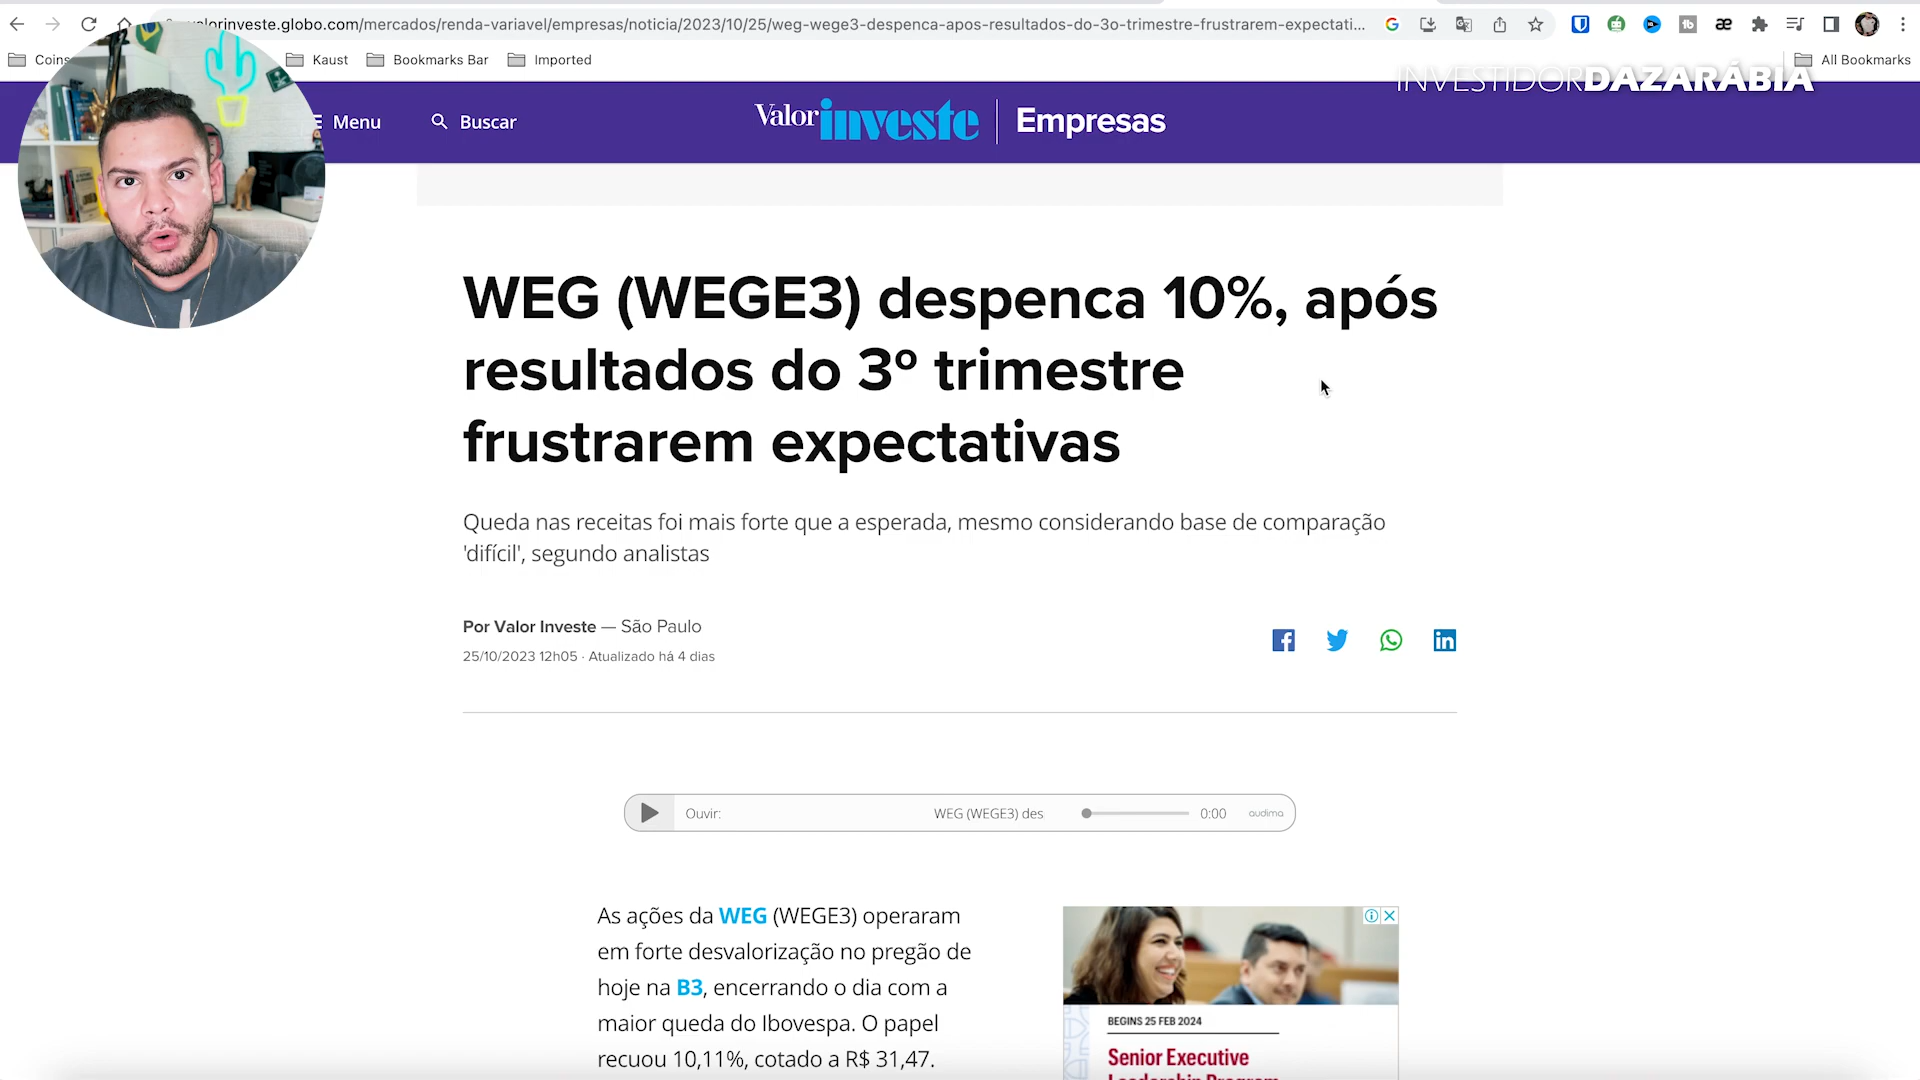 valorinveste.globo.com/mercados/renda-variavel/empresas/noticia/2023/10/25/weg-wege3-despenca-apos-resultados-do-3o-trimestre-frustrarem-expectati...
Coins
Kaust
Bookmarks Bar
Imported
All Bookmarks
INVESTIDORDAZARÁBIA
Menu
Buscar
Valor investe
Empresas
WEG (WEGE3) despenca 10%, após
resultados do 3º trimestre
frustrarem expectativas
Queda nas receitas foi mais forte que a esperada, mesmo considerando base de comparação
'difícil', segundo analistas
Por Valor Investe — São Paulo
25/10/2023 12h05 · Atualizado há 4 dias
Ouvir:
WEG (WEGE3) des
0:00
audima
As ações da WEG (WEGE3) operaram
em forte desvalorização no pregão de
hoje na B3, encerrando o dia com a
maior queda do Ibovespa. O papel
recuou 10,11%, cotado a R$ 31,47.
BEGINS 25 FEB 2024
Senior Executive
Leadership Program